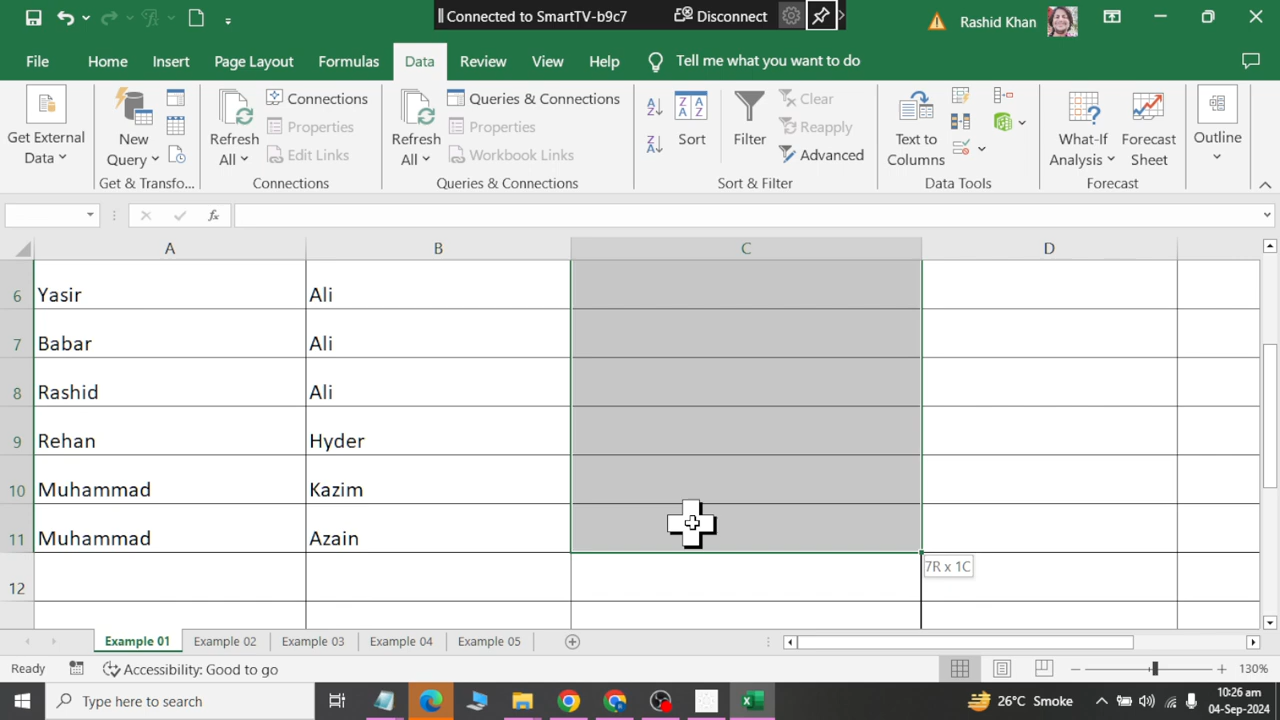 Connected to SmartTV-b9c7
Disconnect
Rashid Khan
File
Home
Insert
Page Layout
Formulas
Data
Review
View
Help
Tell me what you want to do
Get External Data
New Query
Refresh All
Connections
Properties
Edit Links
Refresh All
Queries & Connections
Properties
Workbook Links
Sort
Filter
Clear
Reapply
Advanced
Text to Columns
What-If Analysis
Forecast Sheet
Outline
Get & Transfo...
Connections
Queries & Connections
Sort & Filter
Data Tools
Forecast
fx
A B C D
6 Yasir Ali
7 Babar Ali
8 Rashid Ali
9 Rehan Hyder
10 Muhammad Kazim
11 Muhammad Azain
7R x 1C
12
Example 01
Example 02
Example 03
Example 04
Example 05
Ready
Accessibility: Good to go
130%
Type here to search
26°C Smoke
10:26 am
04-Sep-2024